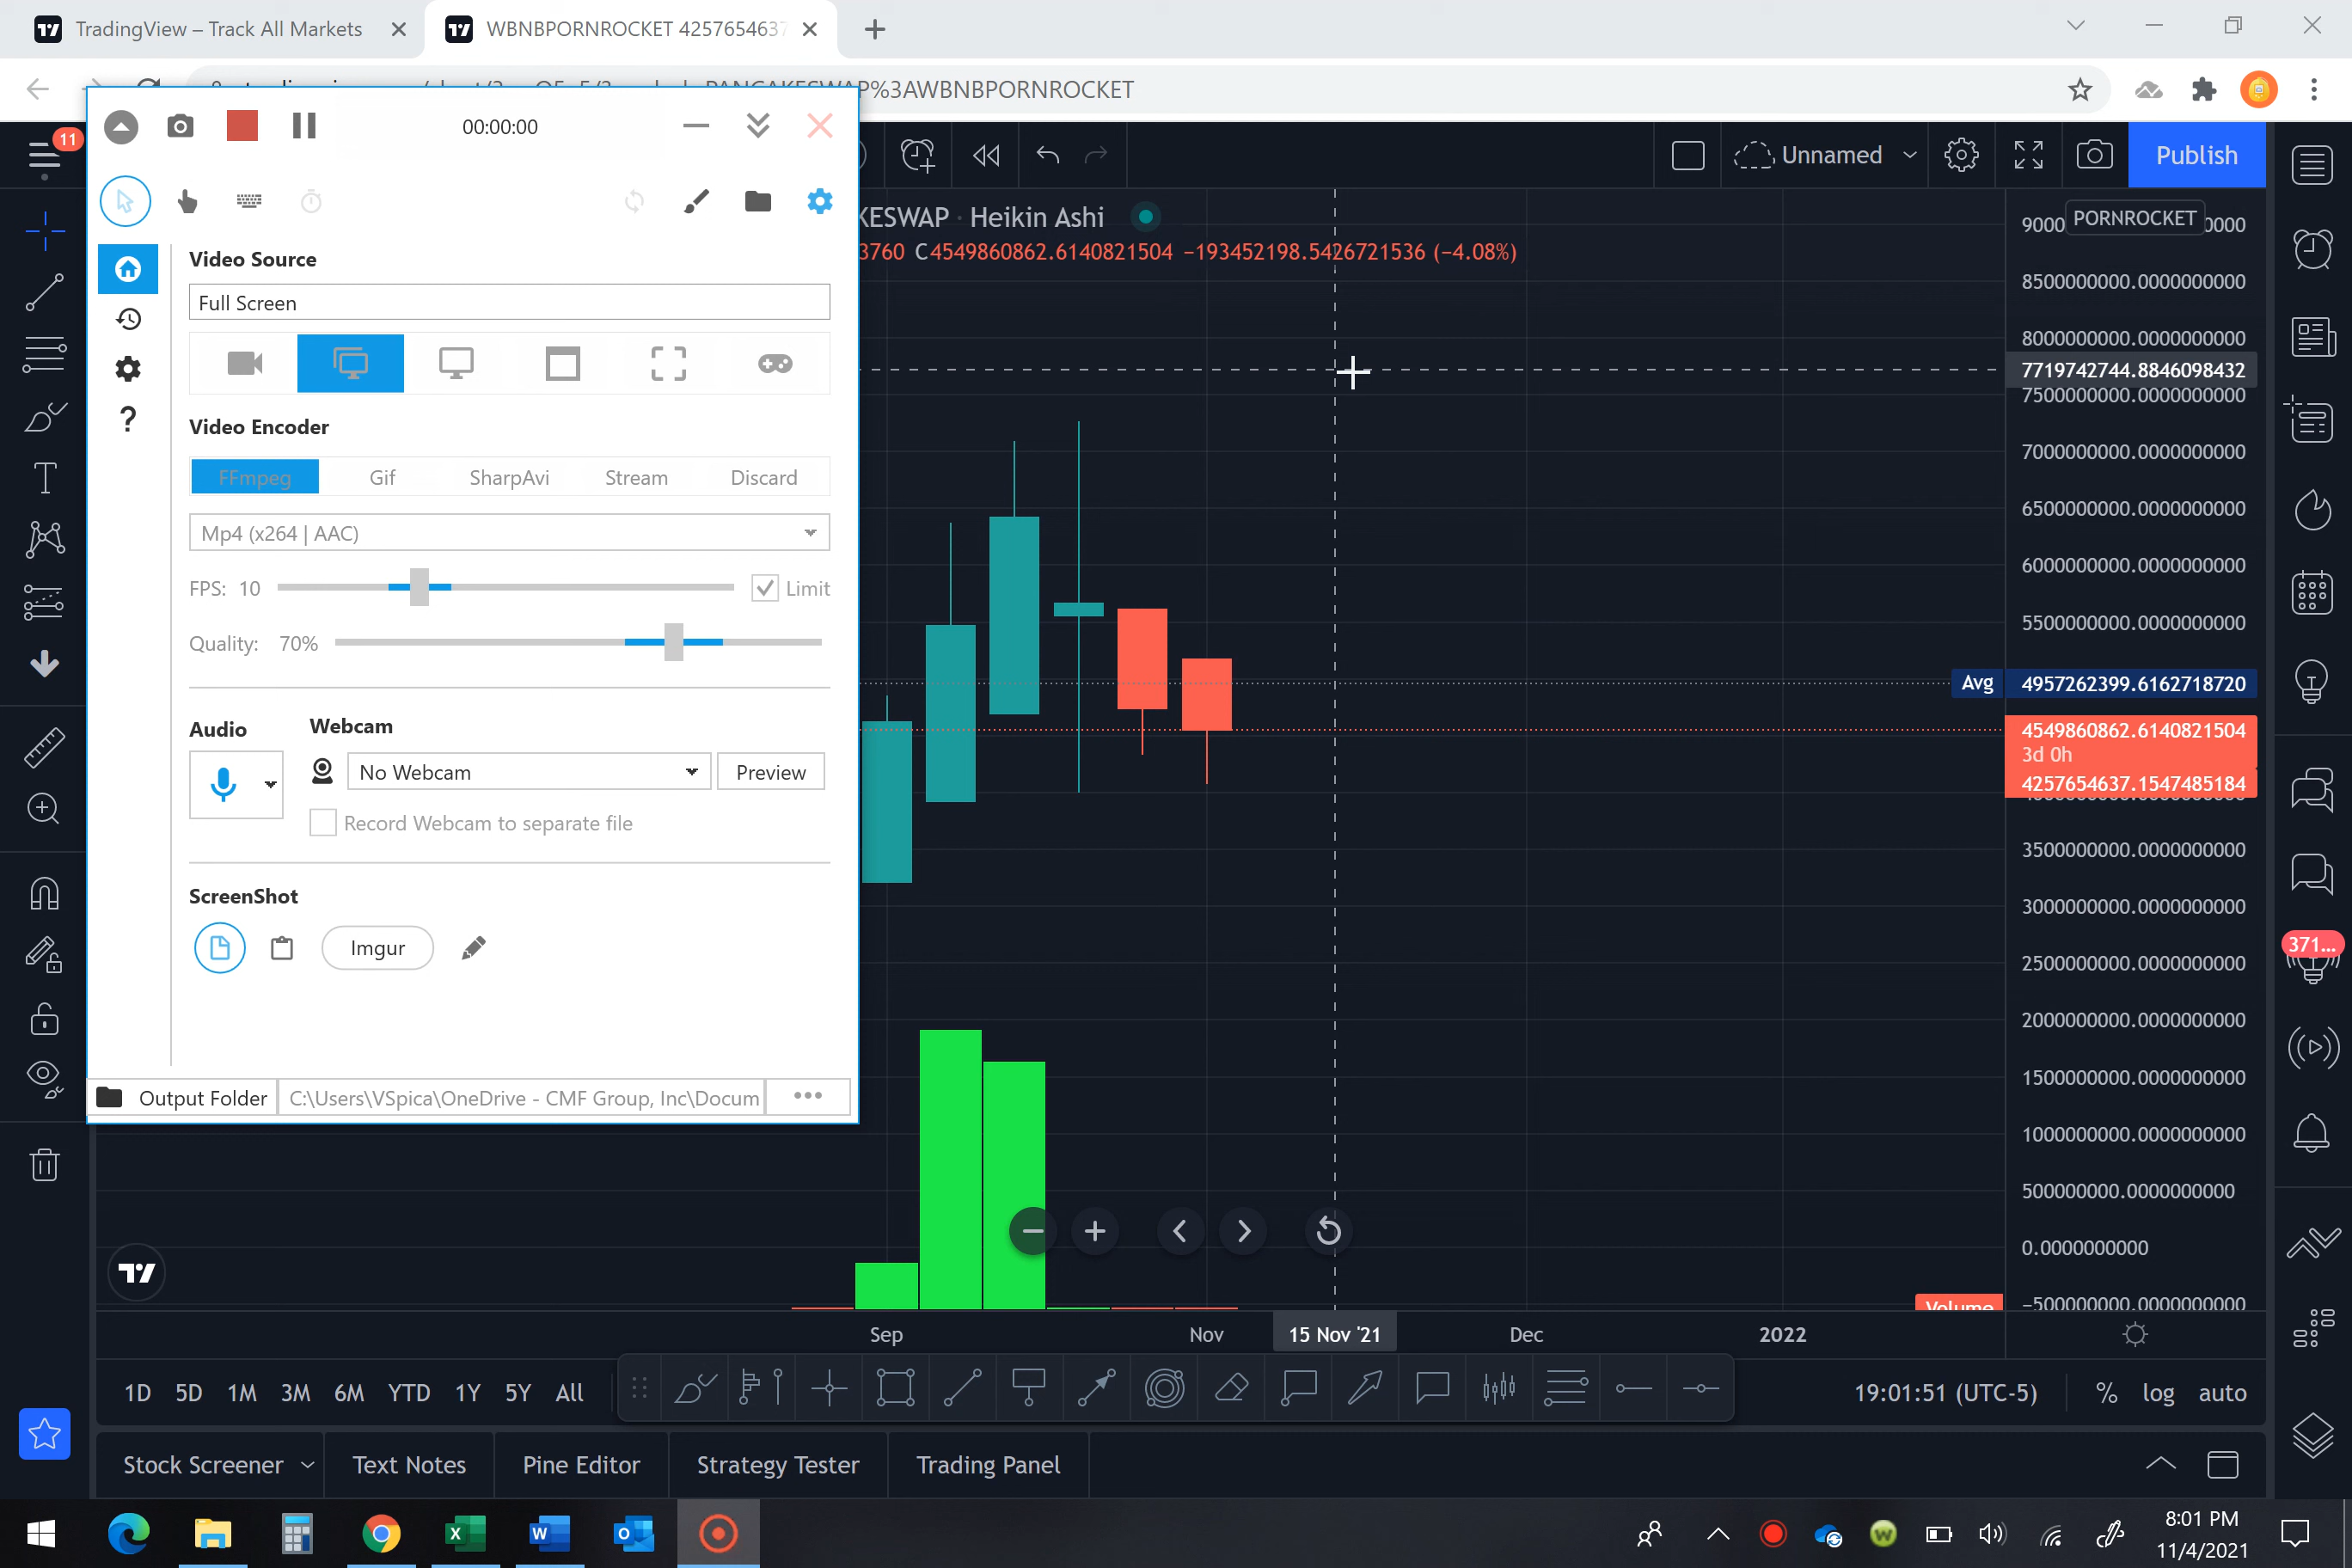 TradingView – Track All Markets
WBNBPORNROCKET 4257654637
P%3AWBNBPORNROCKET
11
00:00:00
Unnamed
Publish
Video Source
Full Screen
Video Encoder
FFmpeg Gif SharpAvi Stream Discard
Mp4 (x264 | AAC)
FPS: 10
Limit
Quality: 70%
Audio
Webcam
No Webcam
Preview
Record Webcam to separate file
ScreenShot
Imgur
Output Folder
C:\Users\VSpica\OneDrive - CMF Group, Inc\Docum
•••
KESWAP · Heikin Ashi
3760 C4549860862.6140821504 −193452198.5426721536 (−4.08%)
PORNROCKET
8500000000.0000000000
8000000000.0000000000
7719742744.8846098432
7500000000.0000000000
7000000000.0000000000
6500000000.0000000000
6000000000.0000000000
5500000000.0000000000
Avg 4957262399.6162718720
4549860862.6140821504
3d 0h
4257654637.1547485184
3500000000.0000000000
3000000000.0000000000
2500000000.0000000000
2000000000.0000000000
1500000000.0000000000
1000000000.0000000000
500000000.0000000000
0.0000000000
Volume −500000000.0000000000
371...
Sep Nov 15 Nov '21 Dec 2022
1D 5D 1M 3M 6M YTD 1Y 5Y All
19:01:51 (UTC-5) % log auto
Stock Screener Text Notes Pine Editor Strategy Tester Trading Panel
8:01 PM
11/4/2021